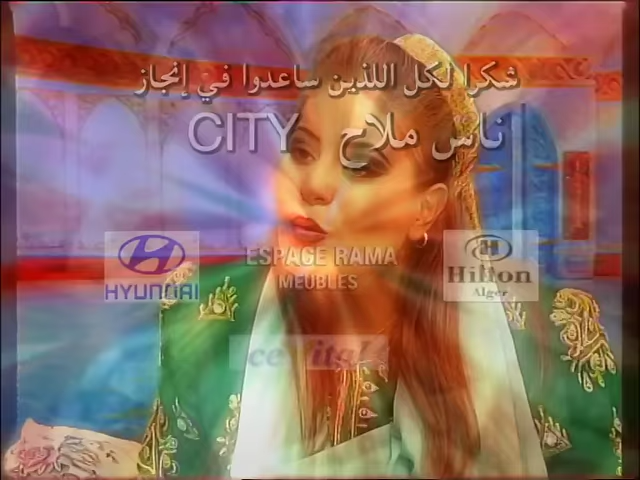 شكرا لكل اللذين ساعدوا في إنجاز
ناس ملاح CITY
HYUNDAI
ESPACE RAMA
MEUBLES
Hilton
Alger